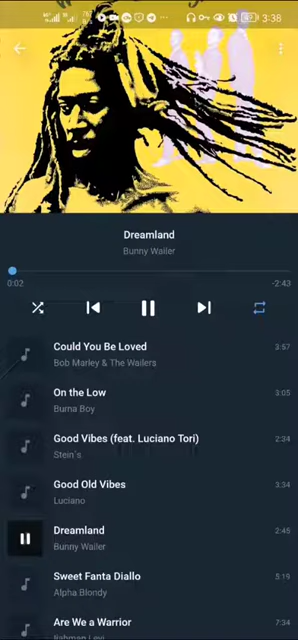 3:38
Dreamland
Bunny Wailer
0:02
-2:43
Could You Be Loved
3:57
Bob Marley & The Wailers
On the Low
3:05
Burna Boy
Good Vibes (feat. Luciano Tori)
2:34
Stein`s
Good Old Vibes
3:34
Luciano
Dreamland
2:45
Bunny Wailer
Sweet Fanta Diallo
5:19
Alpha Blondy
Are We a Warrior
7:34
Ijahman Levi